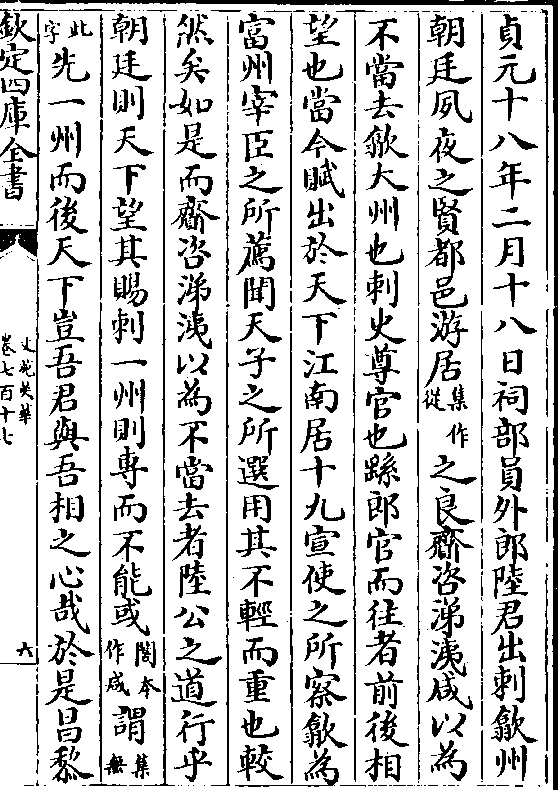 貞元十八年二月十八日祠部員外郎陸君出刺歙州
朝廷夙夜之賢都邑游居集作從之良齋咨涕洟咸以為
不當去歙大州也刺史尊官也繇郎官而往者前後相
望也當今賦出於天下江南居十九宣使之所察歙為
富州宰臣之所薦聞天子之所選用其不輕而重也較
然矣如是而齋咨涕洟以為不當去者陸公之道行乎
朝廷則天下望其賜刺一州則專而不能或閣本作咸謂集無
此字先一州而後天下豈吾君與吾相之心哉於是昌黎
欽定四庫全書
文苑英華
卷七百十七
六